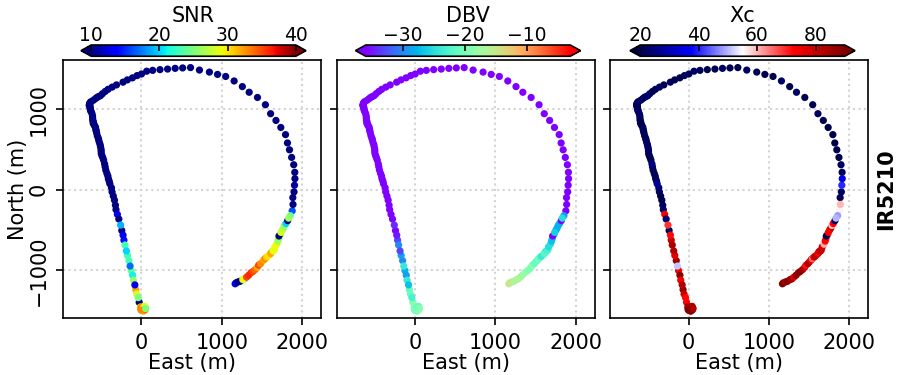 SNR DBV Xc
10 20 30 40 −30 −20 −10 20 40 60 80
North (m)
1000
0
−1000
IR5210
0 1000 2000 0 1000 2000 0 1000 2000
East (m) East (m) East (m)